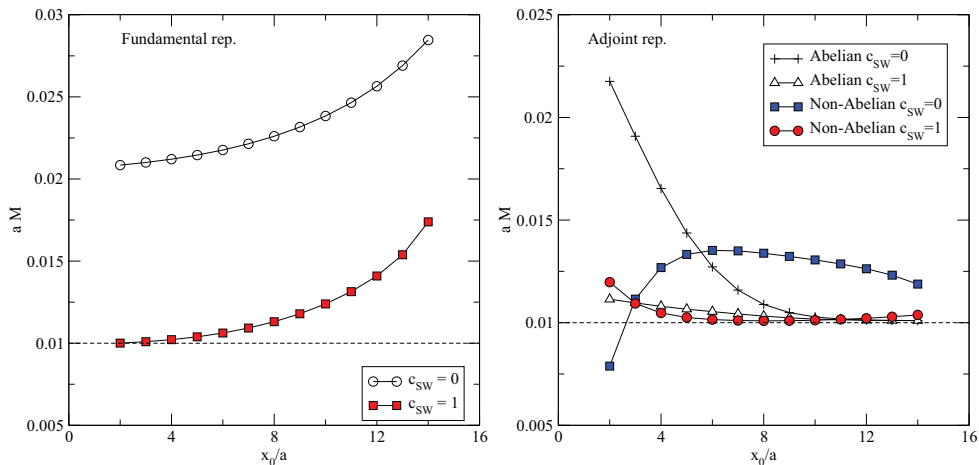 Fundamental rep.
0.03
0.025
0.02
0.015
0.01
0.005
a M
0 4 8 12 16
x0/a
c_SW = 0
c_SW = 1
Adjoint rep.
0.025
0.02
0.015
0.01
0.005
a M
0 4 8 12 16
x0/a
Abelian c_SW=0
Abelian c_SW=1
Non-Abelian c_SW=0
Non-Abelian c_SW=1